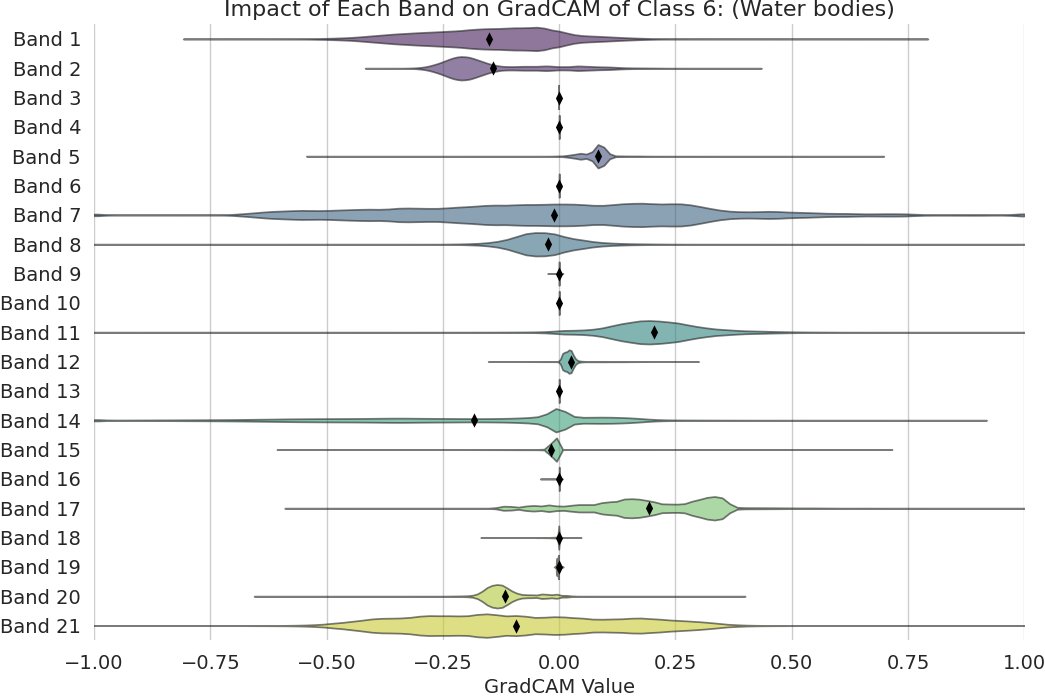 Impact of Each Band on GradCAM of Class 6: (Water bodies)
Band 1
Band 2
Band 3
Band 4
Band 5
Band 6
Band 7
Band 8
Band 9
Band 10
Band 11
Band 12
Band 13
Band 14
Band 15
Band 16
Band 17
Band 18
Band 19
Band 20
Band 21
−1.00 −0.75 −0.50 −0.25 0.00 0.25 0.50 0.75 1.00
GradCAM Value